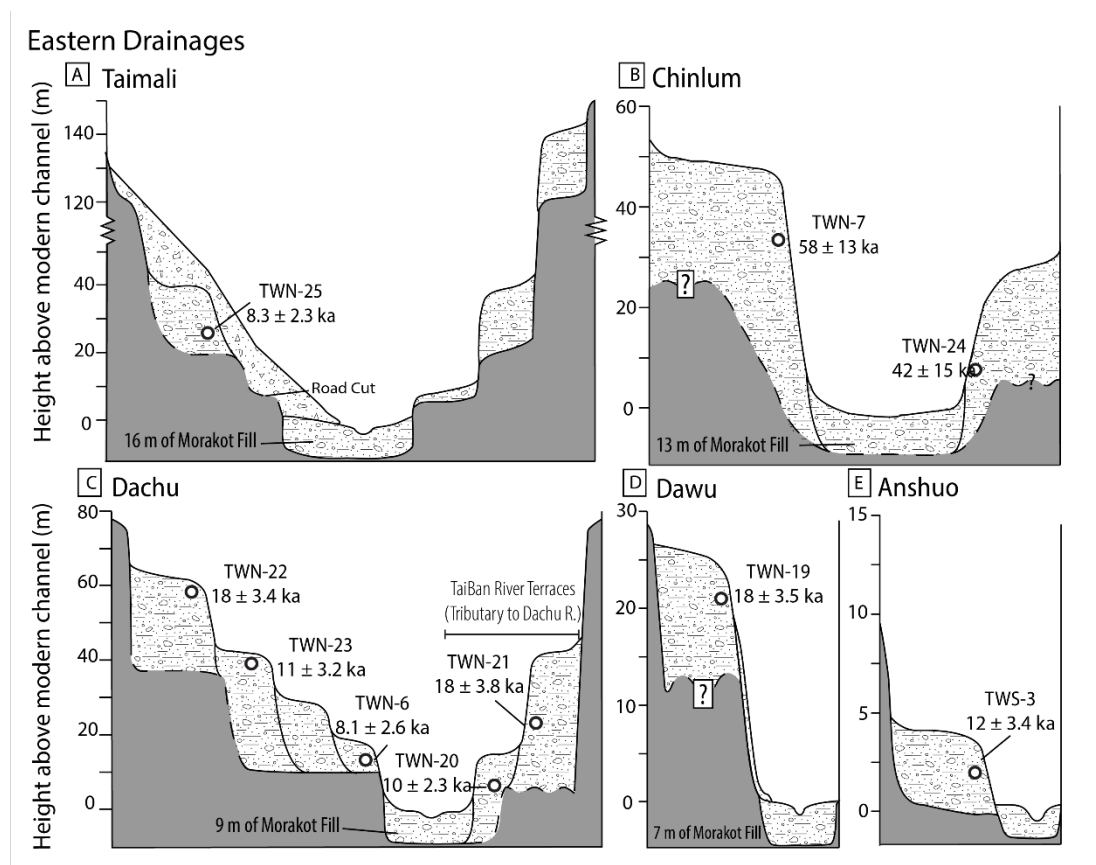 Eastern Drainages
A Taimali
Height above modern channel (m)
140
120
40
20
0
TWN-25
8.3 ± 2.3 ka
Road Cut
16 m of Morakot Fill
B Chinlum
60
40
20
0
TWN-7
58 ± 13 ka
?
TWN-24
42 ± 15 ka
?
13 m of Morakot Fill
C Dachu
Height above modern channel (m)
80
60
40
20
0
TWN-22
18 ± 3.4 ka
TWN-23
11 ± 3.2 ka
TWN-6
8.1 ± 2.6 ka
TWN-20
10 ± 2.3 ka
TaiBan River Terraces
(Tributary to Dachu R.)
TWN-21
18 ± 3.8 ka
9 m of Morakot Fill
D Dawu
30
20
10
0
TWN-19
18 ± 3.5 ka
?
7 m of Morakot Fill
E Anshuo
15
10
5
0
TWS-3
12 ± 3.4 ka